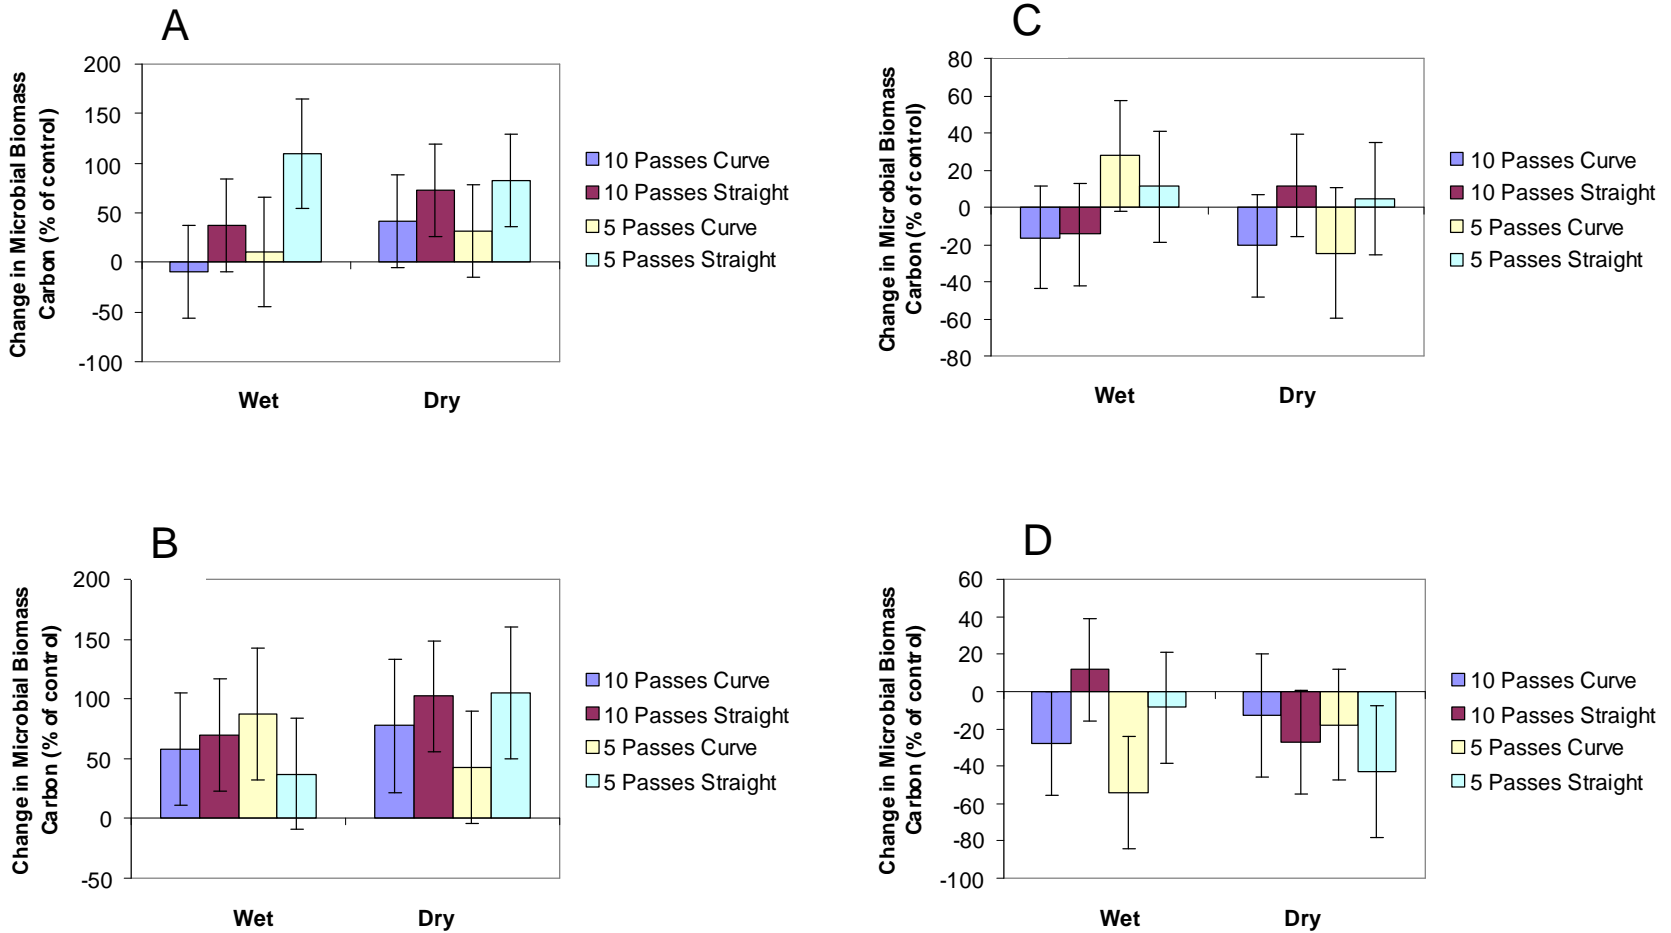 A
Change in Microbial Biomass
Carbon (% of control)
200
150
100
50
0
-50
-100
Wet
Dry
10 Passes Curve
10 Passes Straight
5 Passes Curve
5 Passes Straight
C
Change in Microbial Biomass
Carbon (% of control)
80
60
40
20
0
-20
-40
-60
-80
Wet
Dry
10 Passes Curve
10 Passes Straight
5 Passes Curve
5 Passes Straight
B
Change in Microbial Biomass
Carbon (% of control)
200
150
100
50
0
-50
Wet
Dry
10 Passes Curve
10 Passes Straight
5 Passes Curve
5 Passes Straight
D
Change in Microbial Biomass
Carbon (% of control)
60
40
20
0
-20
-40
-60
-80
-100
Wet
Dry
10 Passes Curve
10 Passes Straight
5 Passes Curve
5 Passes Straight